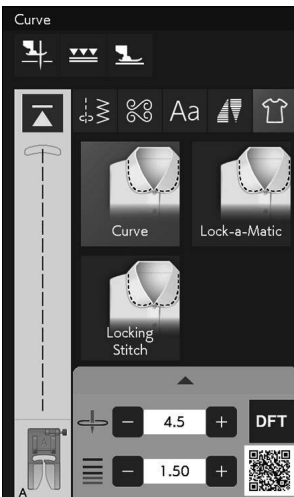 Curve
Aa
Curve
Lock-a-Matic
Locking
Stitch
4.5
DFT
1.50
A
A